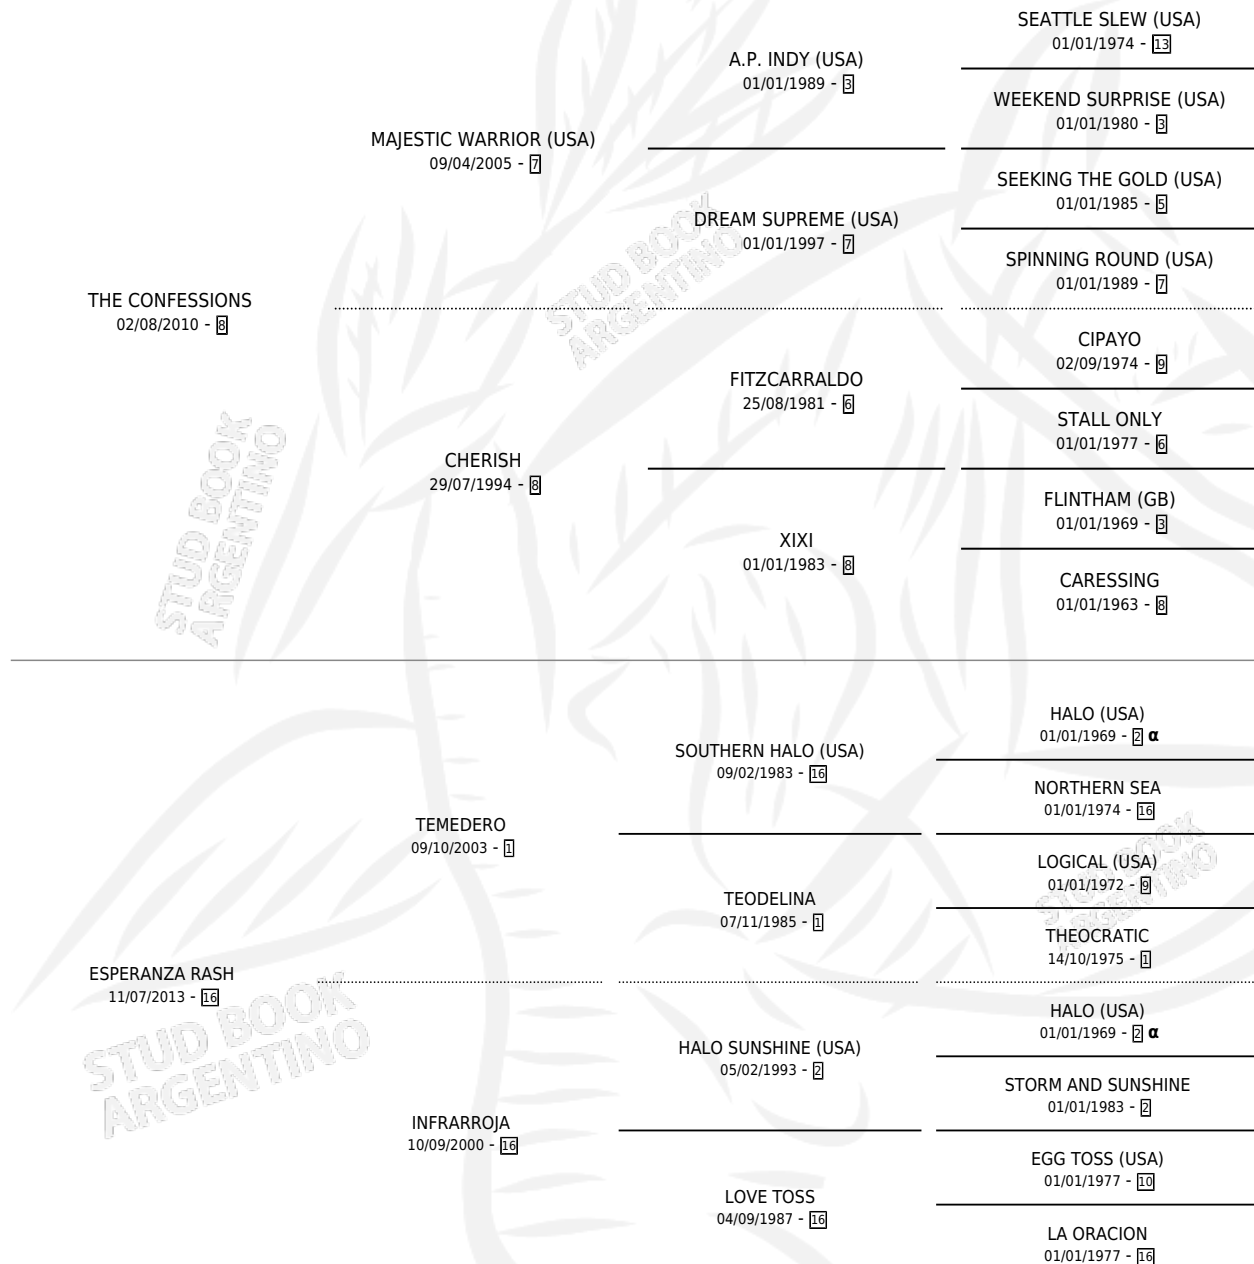 SEATTLE SLEW (USA)
01/01/1974 - 13
A.P. INDY (USA)
01/01/1989 - 3
WEEKEND SURPRISE (USA)
01/01/1980 - 3
MAJESTIC WARRIOR (USA)
09/04/2005 - 7
SEEKING THE GOLD (USA)
01/01/1985 - 5
DREAM SUPREME (USA)
01/01/1997 - 7
SPINNING ROUND (USA)
01/01/1989 - 7
THE CONFESSIONS
02/08/2010 - 8
CIPAYO
02/09/1974 - 9
FITZCARRALDO
25/08/1981 - 6
STALL ONLY
01/01/1977 - 6
CHERISH
29/07/1994 - 8
FLINTHAM (GB)
01/01/1969 - 3
XIXI
01/01/1983 - 8
CARESSING
01/01/1963 - 8
HALO (USA)
01/01/1969 - 2 α
SOUTHERN HALO (USA)
09/02/1983 - 16
NORTHERN SEA
01/01/1974 - 16
TEMEDERO
09/10/2003 - 1
LOGICAL (USA)
01/01/1972 - 9
TEODELINA
07/11/1985 - 1
THEOCRATIC
14/10/1975 - 1
ESPERANZA RASH
11/07/2013 - 16
HALO (USA)
01/01/1969 - 2 α
HALO SUNSHINE (USA)
05/02/1993 - 2
STORM AND SUNSHINE
01/01/1983 - 2
INFRARROJA
10/09/2000 - 16
EGG TOSS (USA)
01/01/1977 - 10
LOVE TOSS
04/09/1987 - 16
LA ORACION
01/01/1977 - 16
STUD BOOK
ARGENTINO
STUD BOOK
ARGENTINO
STUD BOOK
ARGENTINO
STUD BOOK
ARGENTINO